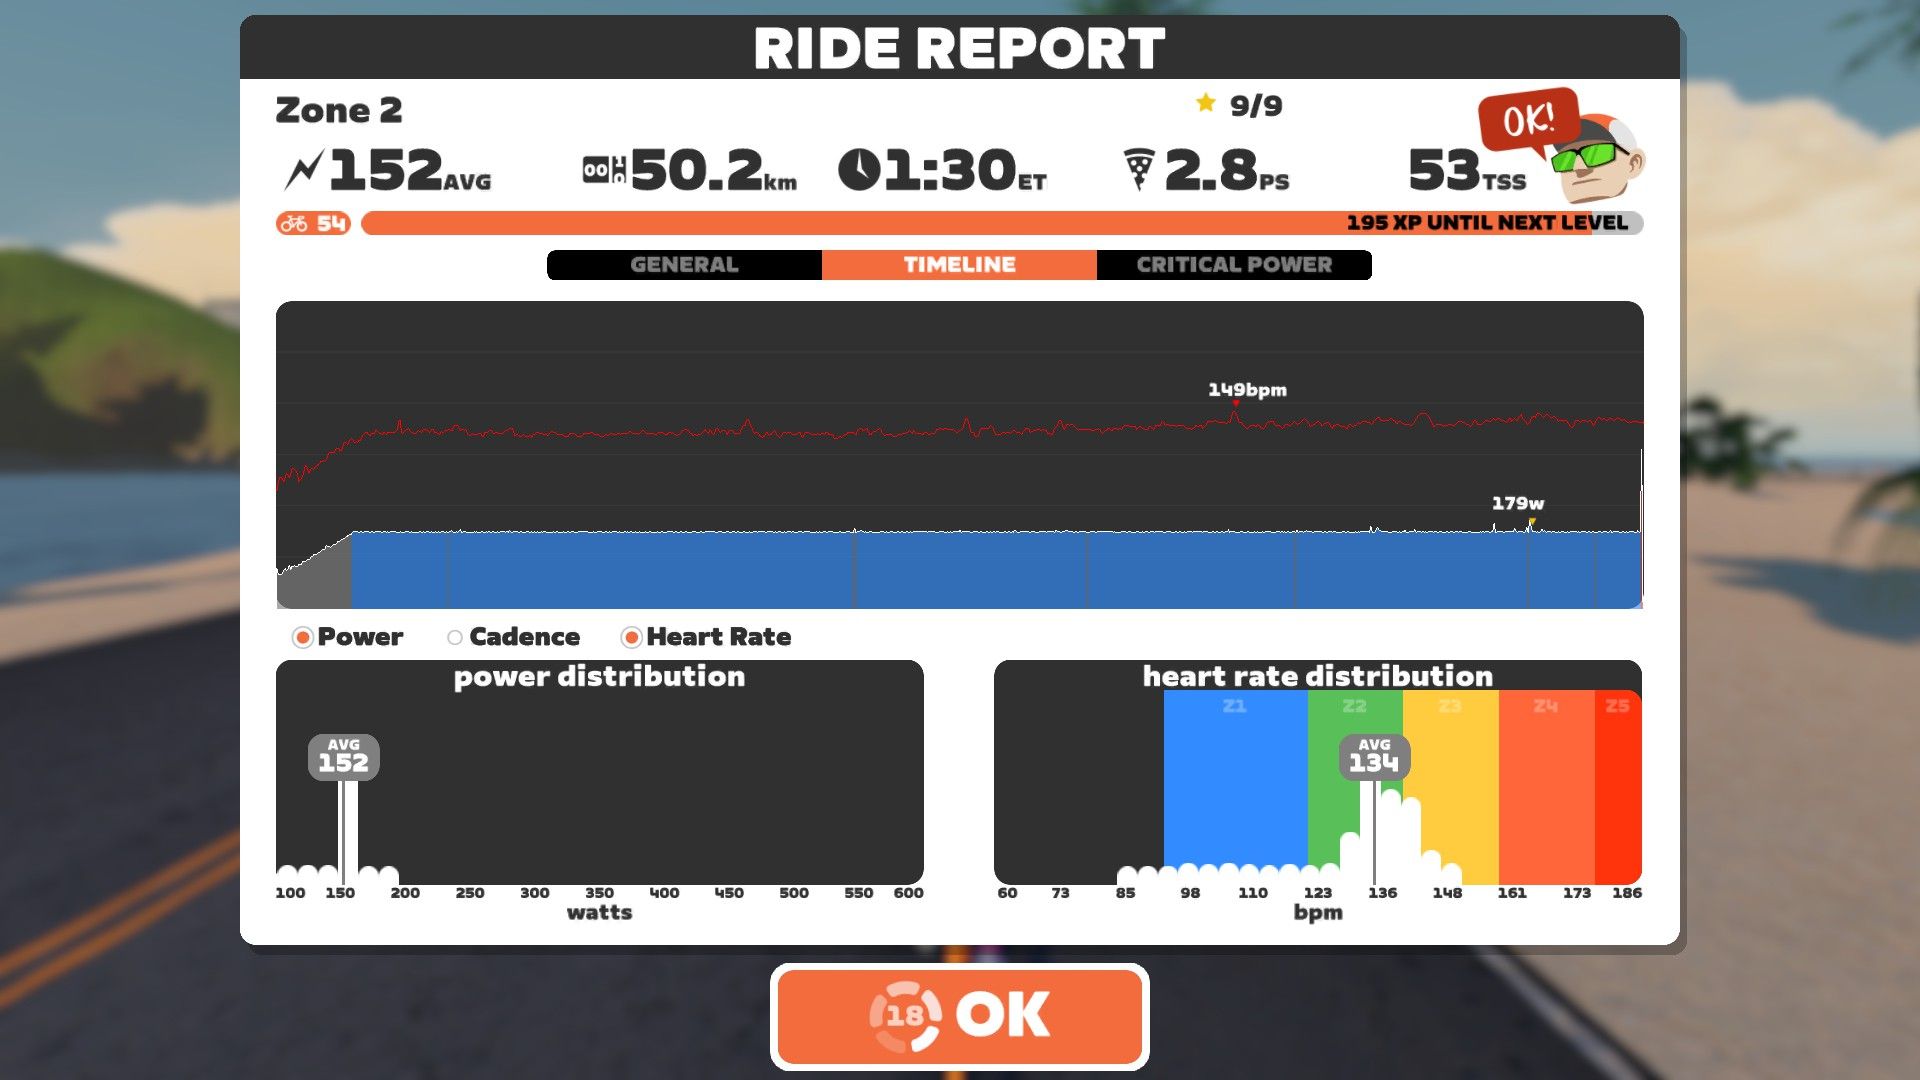 RIDE REPORT
Zone 2
9/9
OK!
152AVG
50.2km
1:30ET
2.8PS
53TSS
54
195 XP UNTIL NEXT LEVEL
GENERAL
TIMELINE
CRITICAL POWER
149bpm
179w
Power
Cadence
Heart Rate
power distribution
AVG
152
100 150 200 250 300 350 400 450 500 550 600
watts
heart rate distribution
Z1 Z2 Z3 Z4 Z5
AVG
134
60 73 85 98 110 123 136 148 161 173 186
bpm
18 OK